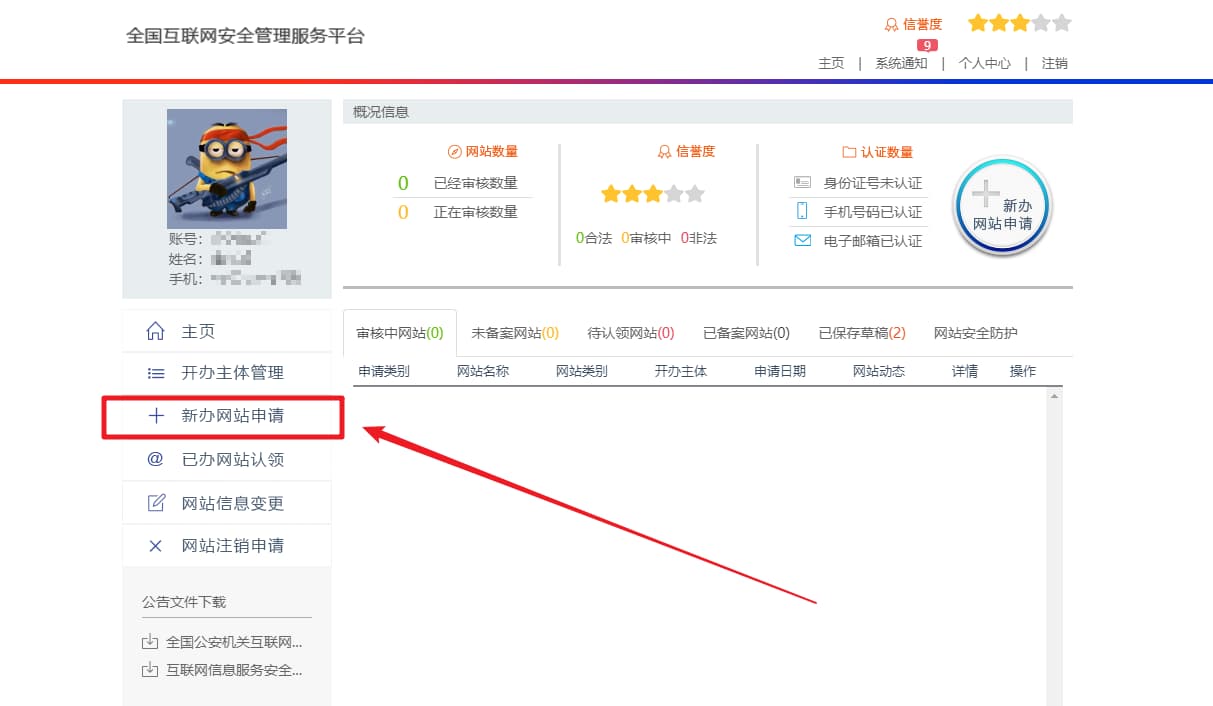 全国互联网安全管理服务平台
信誉度
9
主页 | 系统通知 | 个人中心 | 注销
账号:
姓名:
手机:
概况信息
网站数量
0 已经审核数量
0 正在审核数量
信誉度
0合法 0审核中 0非法
认证数量
身份证号未认证
手机号码已认证
电子邮箱已认证
新办
网站申请
主页
开办主体管理
新办网站申请
@ 已办网站认领
网站信息变更
网站注销申请
公告文件下载
全国公安机关互联网...
互联网信息服务安全...
审核中网站(0) 未备案网站(0) 待认领网站(0) 已备案网站(0) 已保存草稿(2) 网站安全防护
申请类别 网站名称 网站类别 开办主体 申请日期 网站动态 详情 操作